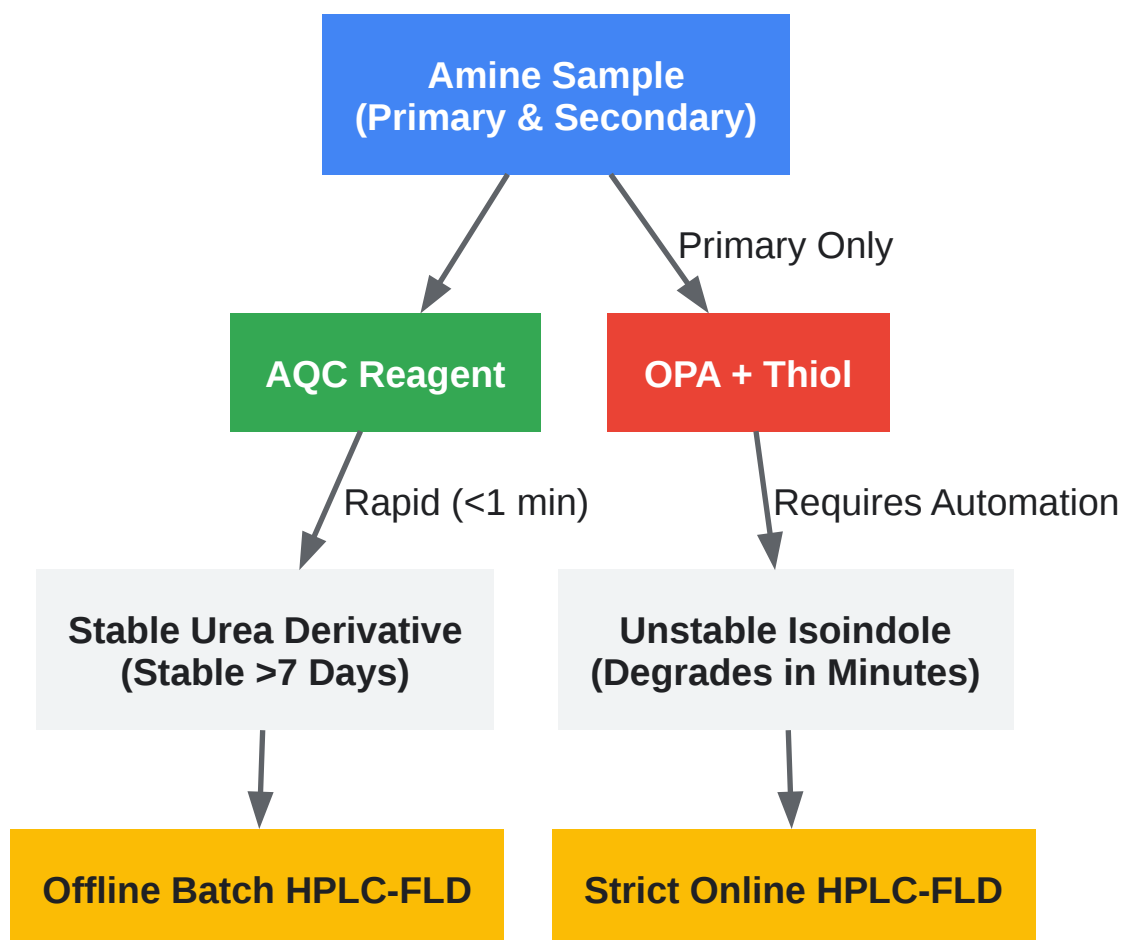 Amine Sample
(Primary & Secondary)
Primary Only
AQC Reagent
OPA + Thiol
Rapid (<1 min)
Requires Automation
Stable Urea Derivative
(Stable >7 Days)
Unstable Isoindole
(Degrades in Minutes)
Offline Batch HPLC-FLD
Strict Online HPLC-FLD